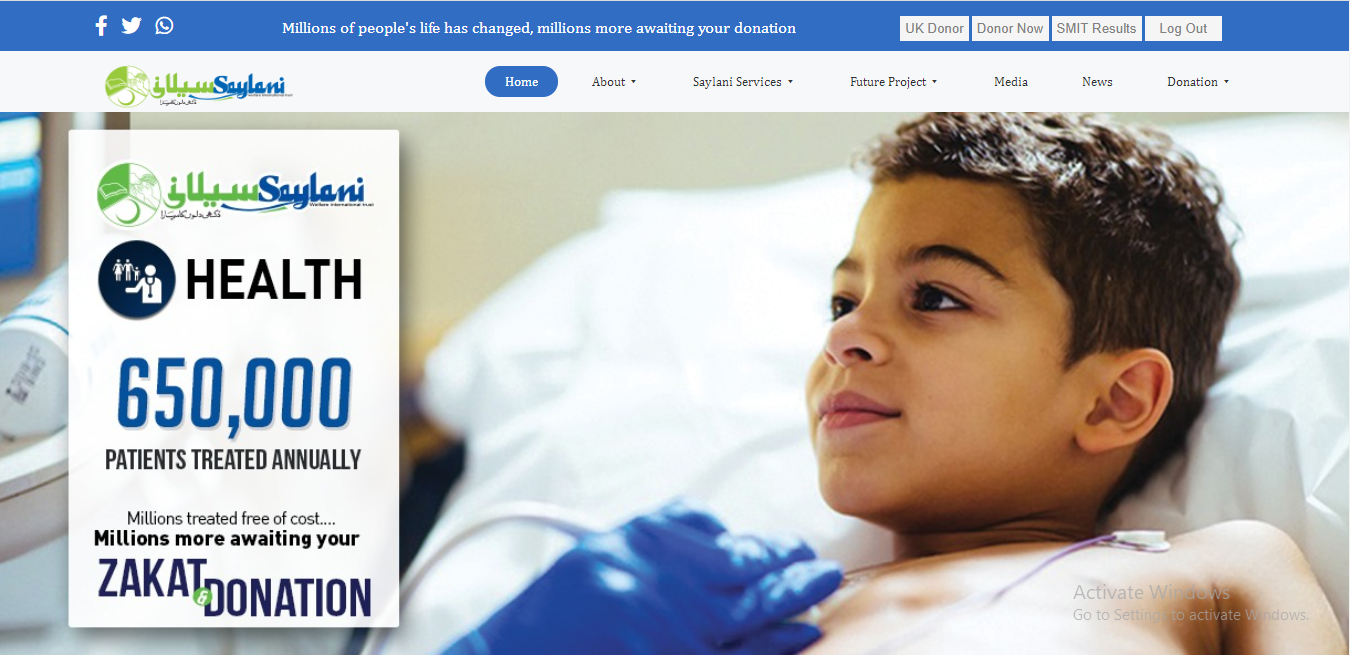 Millions of people's life has changed, millions more awaiting your donation
UK Donor
Donor Now
SMIT Results
Log Out
سیلانی Saylani
Home
About
Saylani Services
Future Project
Media
News
Donation
سیلانی Saylani
Welfare international trust
HEALTH
650,000
PATIENTS TREATED ANNUALLY
Millions treated free of cost....
Millions more awaiting your
ZAKAT
& DONATION
Activate Windows
Go to Settings to activate Windows.